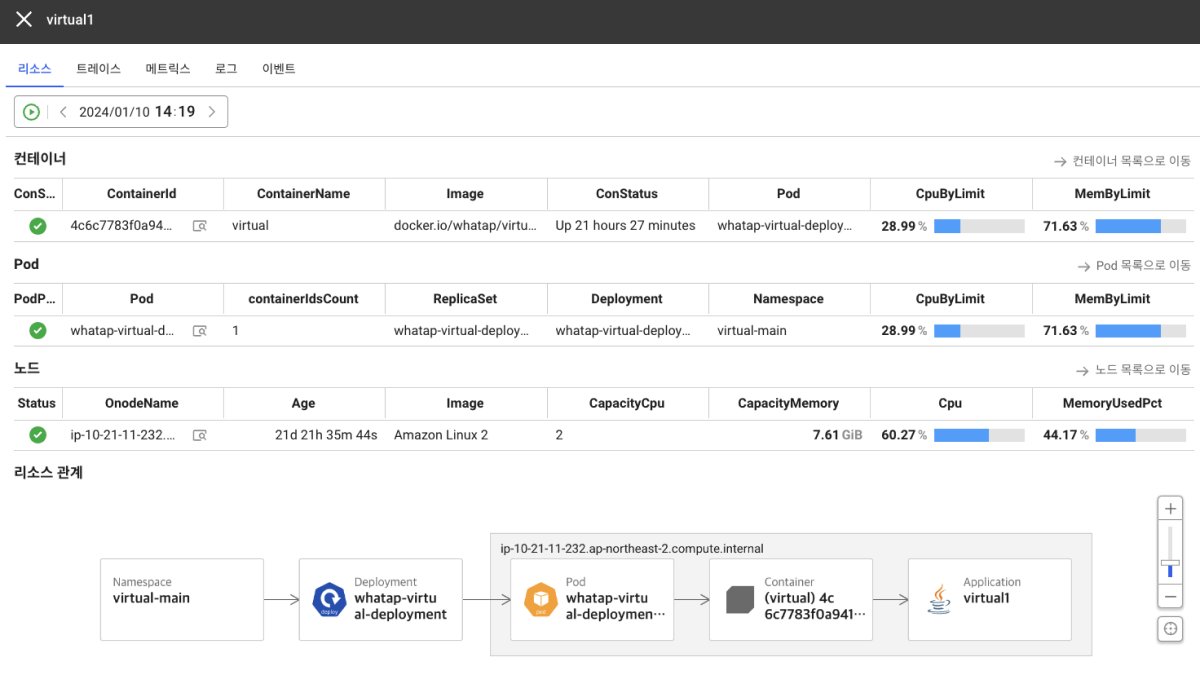 virtual1
리소스 트레이스 메트릭스 로그 이벤트
2024/01/10 14:19
컨테이너
컨테이너 목록으로 이동
ConS... ContainerId ContainerName Image ConStatus Pod CpuByLimit MemByLimit
4c6c7783f0a94... virtual docker.io/whatap/virtu... Up 21 hours 27 minutes whatap-virtual-deploy... 28.99 % 71.63 %
Pod
Pod 목록으로 이동
PodP... Pod containerIdsCount ReplicaSet Deployment Namespace CpuByLimit MemByLimit
whatap-virtual-d... 1 whatap-virtual-deploy... whatap-virtual-deploy... virtual-main 28.99 % 71.63 %
노드
노드 목록으로 이동
Status OnodeName Age Image CapacityCpu CapacityMemory Cpu MemoryUsedPct
ip-10-21-11-232.... 21d 21h 35m 44s Amazon Linux 2 2 7.61 GiB 60.27 % 44.17 %
리소스 관계
ip-10-21-11-232.ap-northeast-2.compute.internal
Namespace
virtual-main
Deployment
whatap-virtu
al-deployment
Pod
whatap-virtu
al-deploymen...
Container
(virtual) 4c
6c7783f0a941...
Application
virtual1